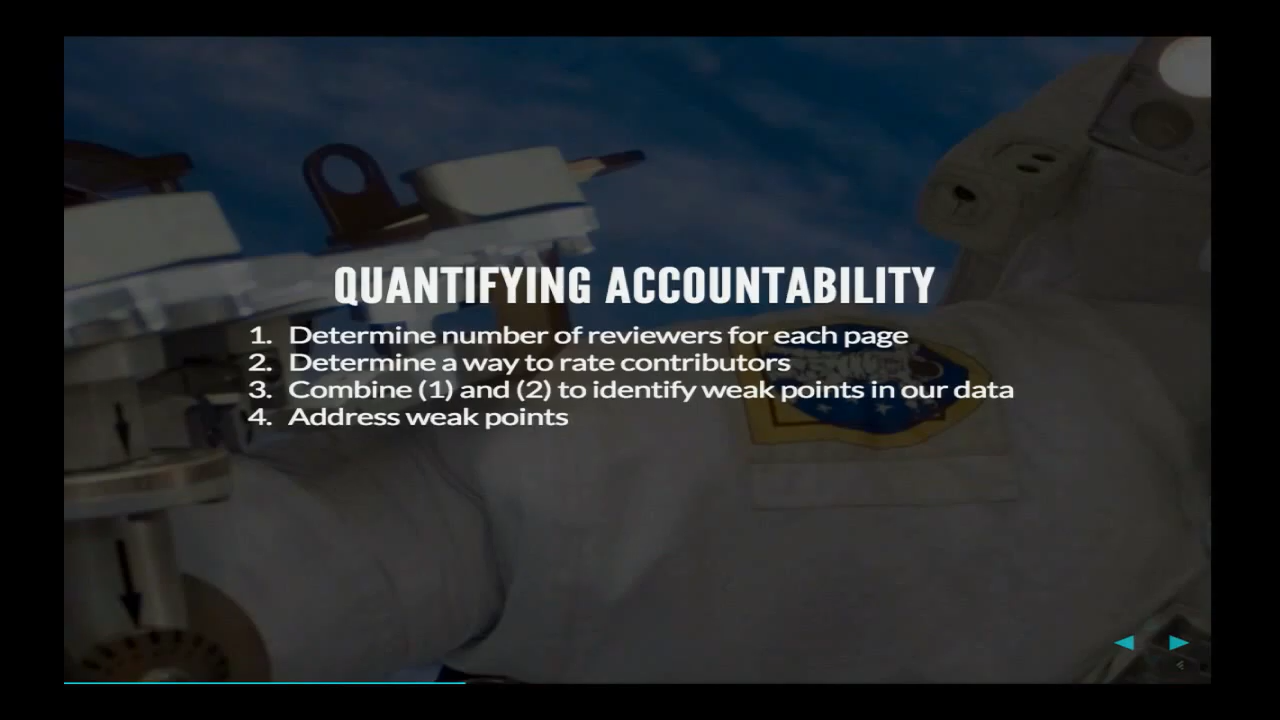 QUANTIFYING ACCOUNTABILITY
1. Determine number of reviewers for each page
2. Determine a way to rate contributors
3. Combine (1) and (2) to identify weak points in our data
4. Address weak points